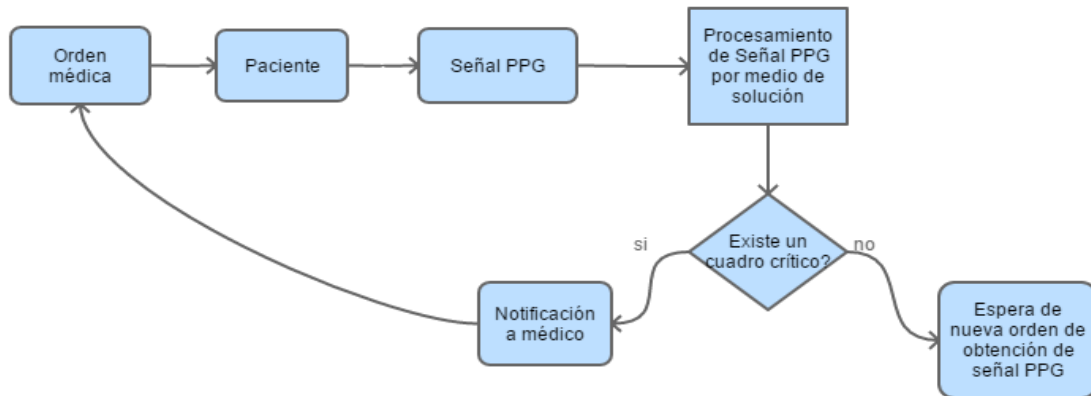 Orden
médica
Paciente
Señal PPG
Procesamiento
de Señal PPG
por medio de
solución
Existe un
cuadro crítico?
si
no
Notificación
a médico
Espera de
nueva orden de
obtención de
señal PPG